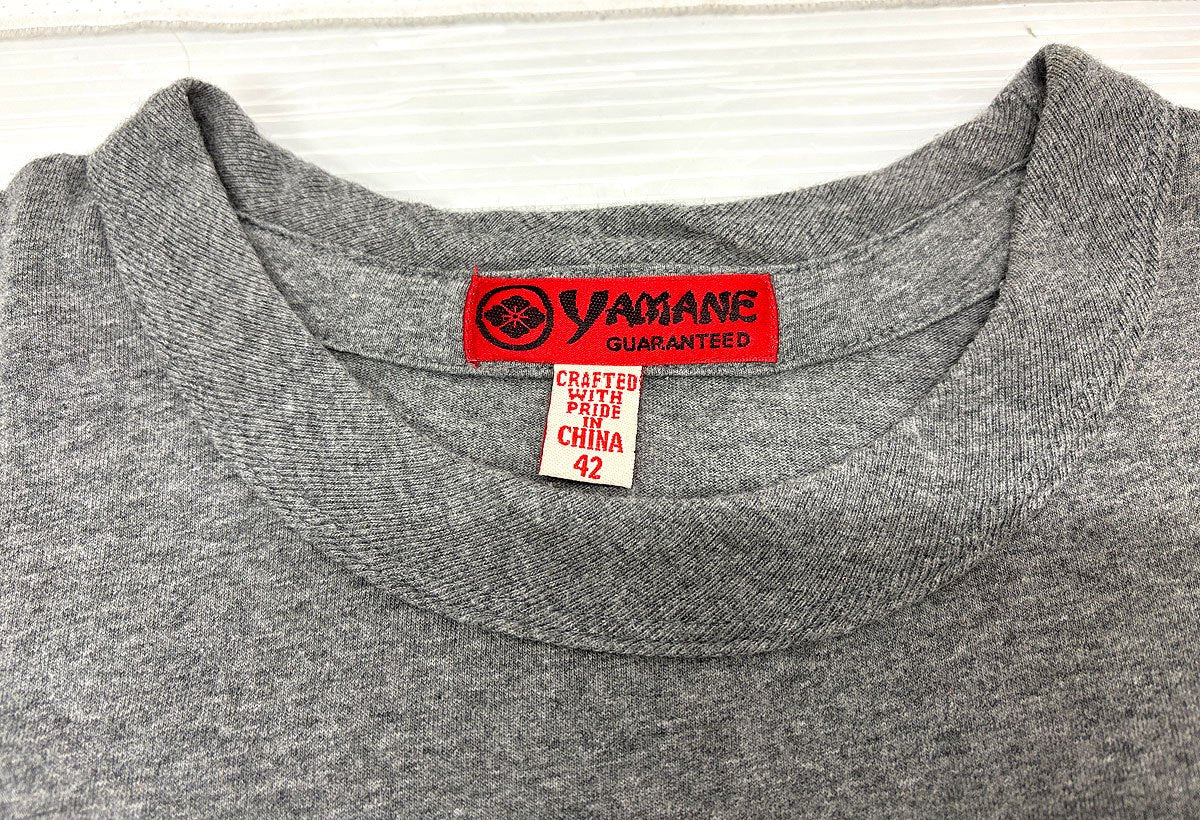 YAMANE
GUARANTEED
CRAFTED
WITH
PRIDE
IN
CHINA
42